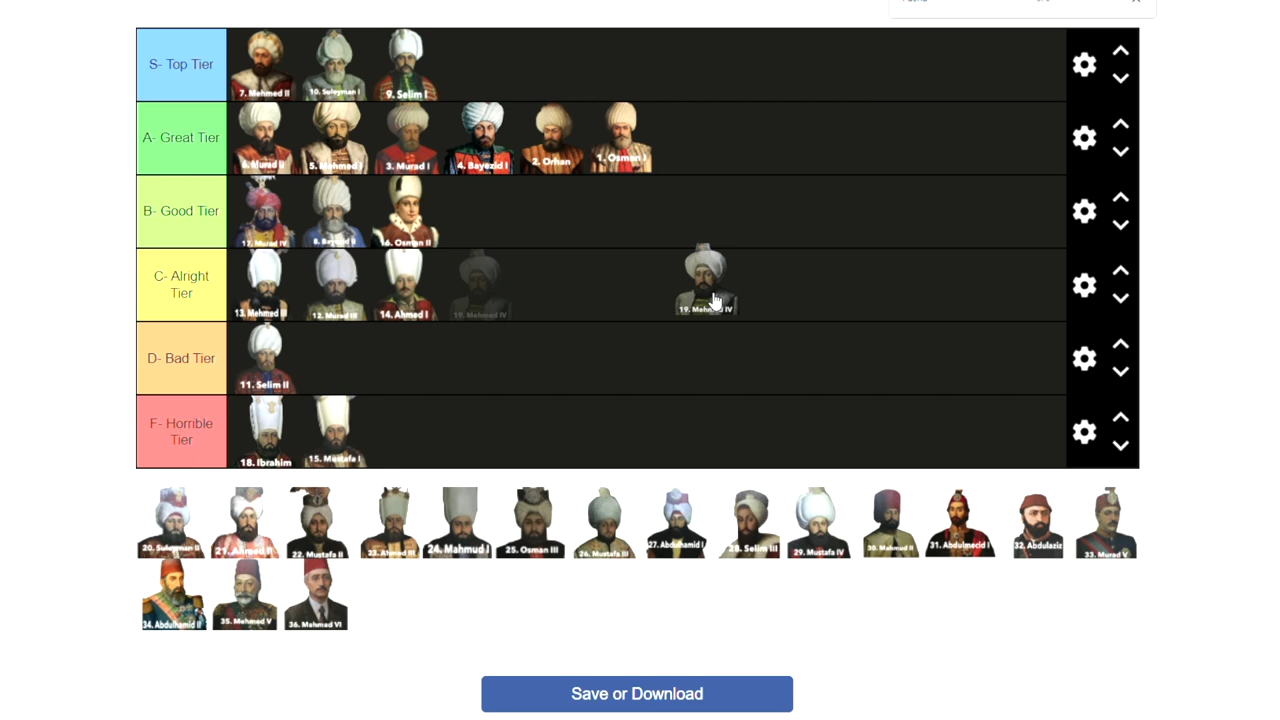 S- Top Tier
7. Mehmed II
10. Suleyman I
9. Selim I
A- Great Tier
6. Murad II
5. Mehmed I
3. Murad I
4. Bayezid I
2. Orhan
1. Osman I
B- Good Tier
17. Murad IV
8. Bayezid II
16. Osman II
C- Alright
Tier
13. Mehmed III
12. Murad III
14. Ahmed I
19. Mehmed IV
19. Mehmed IV
D- Bad Tier
11. Selim II
F- Horrible
Tier
18. Ibrahim
15. Mustafa I
20. Suleyman II
21. Ahmed II
22. Mustafa II
23. Ahmed III
24. Mahmud I
25. Osman III
26. Mustafa III
27. Abdulhamid I
28. Selim III
29. Mustafa IV
30. Mahmud II
31. Abdulmecid I
32. Abdulaziz
33. Murad V
34. Abdulhamid II
35. Mehmed V
36. Mehmed VI
Save or Download